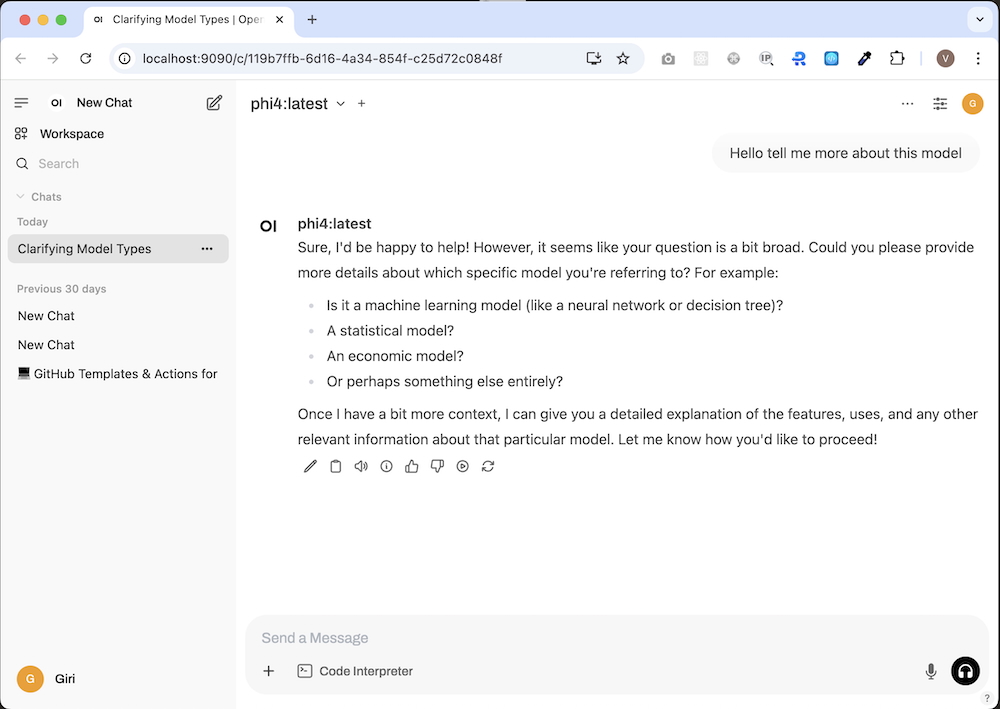 OI Clarifying Model Types | Oper
localhost:9090/c/119b7ffb-6d16-4a34-854f-c25d72c0848f
IP
V
OI New Chat
Workspace
Search
Chats
Today
Clarifying Model Types
Previous 30 days
New Chat
New Chat
GitHub Templates & Actions for
G Giri
phi4:latest
G
Hello tell me more about this model
OI phi4:latest
Sure, I'd be happy to help! However, it seems like your question is a bit broad. Could you please provide
more details about which specific model you're referring to? For example:
Is it a machine learning model (like a neural network or decision tree)?
A statistical model?
An economic model?
Or perhaps something else entirely?
Once I have a bit more context, I can give you a detailed explanation of the features, uses, and any other
relevant information about that particular model. Let me know how you'd like to proceed!
Send a Message
Code Interpreter
?